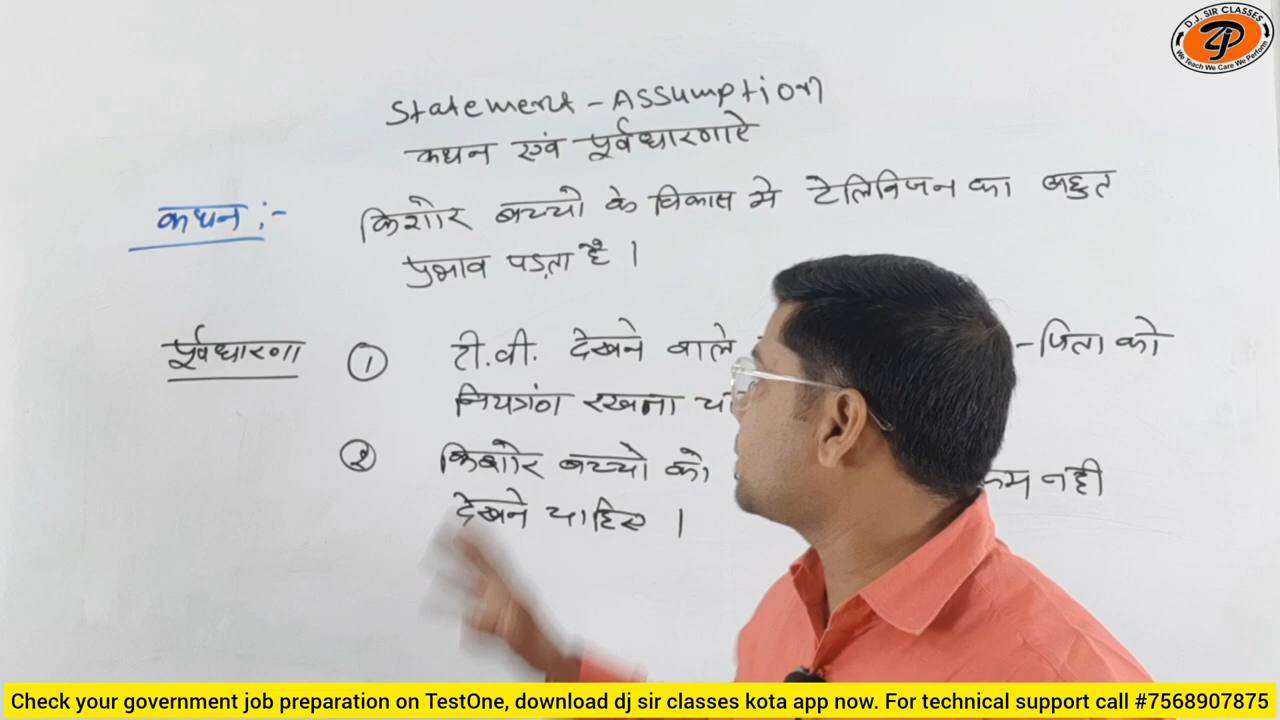 D.J. SIR CLASSES
We Teach We Care We Perform
Statement - Assumption
कथन एवं पूर्वधारणाऐ
कथन :- किशोर बच्चो के विकास मे टेलिविजन का बहुत
प्रभाव पड़ता है ।
पूर्वधारणा ① टी.वी. देखने वाले -पिता को
नियत्रंण रखना
② किशोर बच्चो को नही
देखने चाहिए ।
Check your government job preparation on TestOne, download dj sir classes kota app now. For technical support call #7568907875